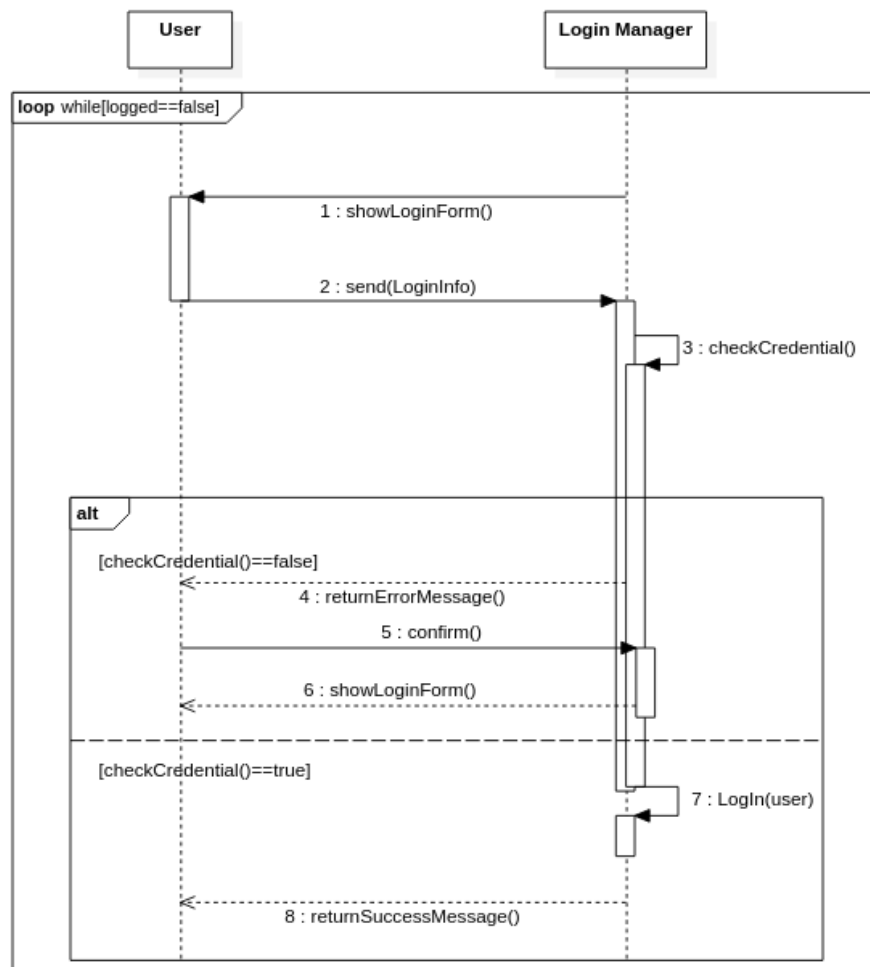 User
Login Manager
loop while[logged==false]
1 : showLoginForm()
2 : send(LoginInfo)
3 : checkCredential()
alt
[checkCredential()==false]
4 : returnErrorMessage()
5 : confirm()
6 : showLoginForm()
[checkCredential()==true]
7 : LogIn(user)
8 : returnSuccessMessage()